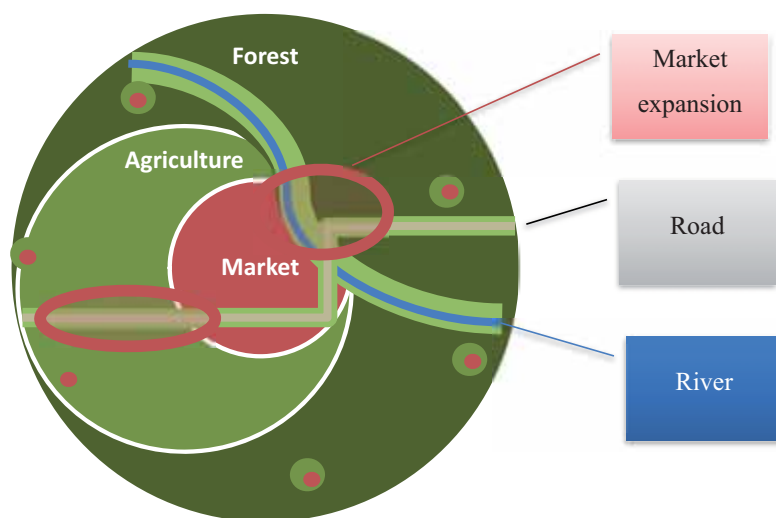 Forest
Agriculture
Market
Market
expansion
Road
River